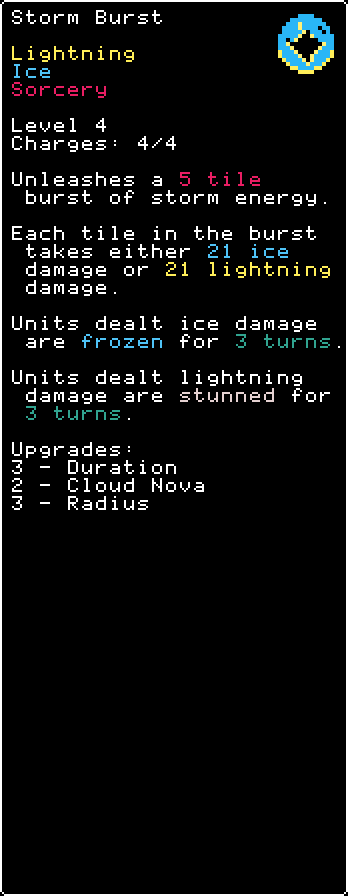 Storm Burst
Lightning
Ice
Sorcery
Level 4
Charges: 4/4
Unleashes a 5 tile
burst of storm energy.
Each tile in the burst
takes either 21 ice
damage or 21 lightning
damage.
Units dealt ice damage
are frozen for 3 turns.
Units dealt lightning
damage are stunned for
3 turns.
Upgrades:
3 - Duration
2 - Cloud Nova
3 - Radius